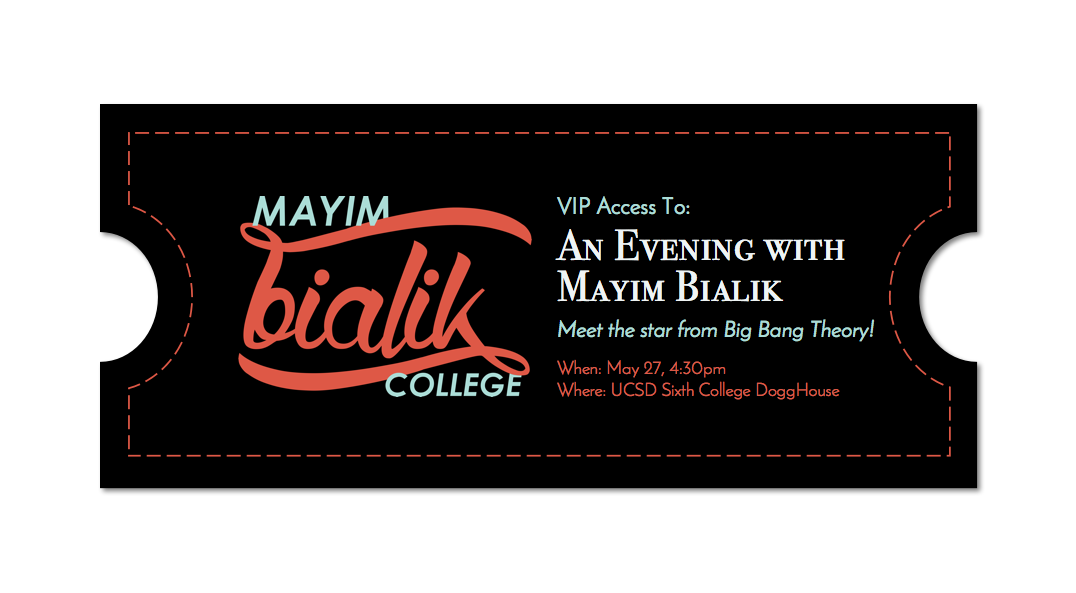 MAYIM
bialik
COLLEGE
VIP Access To:
An Evening with
Mayim Bialik
Meet the star from Big Bang Theory!
When: May 27, 4:30pm
Where: UCSD Sixth College DoggHouse